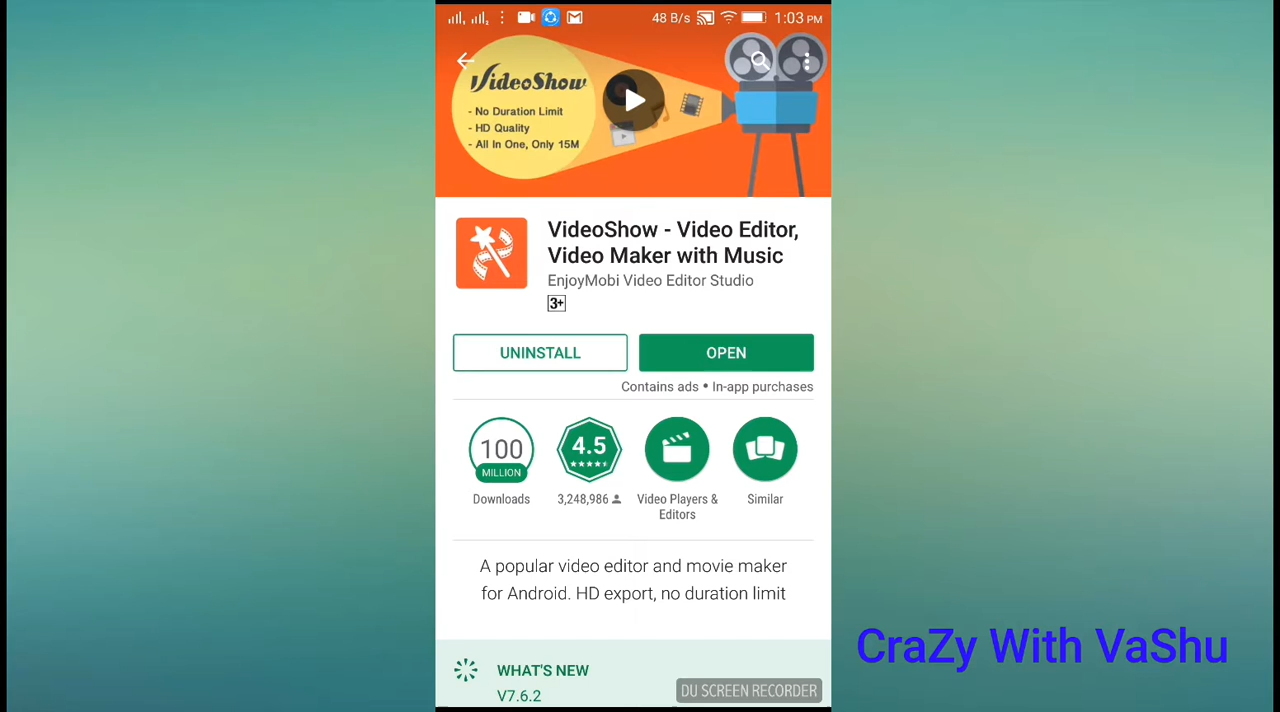 48 B/s 1:03 PM
VideoShow
- No Duration Limit
- HD Quality
- All In One, Only 15M
VideoShow - Video Editor,
Video Maker with Music
EnjoyMobi Video Editor Studio
3+
UNINSTALL OPEN
Contains ads • In-app purchases
100
MILLION
4.5
Downloads 3,248,986 Video Players & Similar
Editors
A popular video editor and movie maker
for Android. HD export, no duration limit
WHAT'S NEW
V7.6.2
DU SCREEN RECORDER
CraZy With VaShu